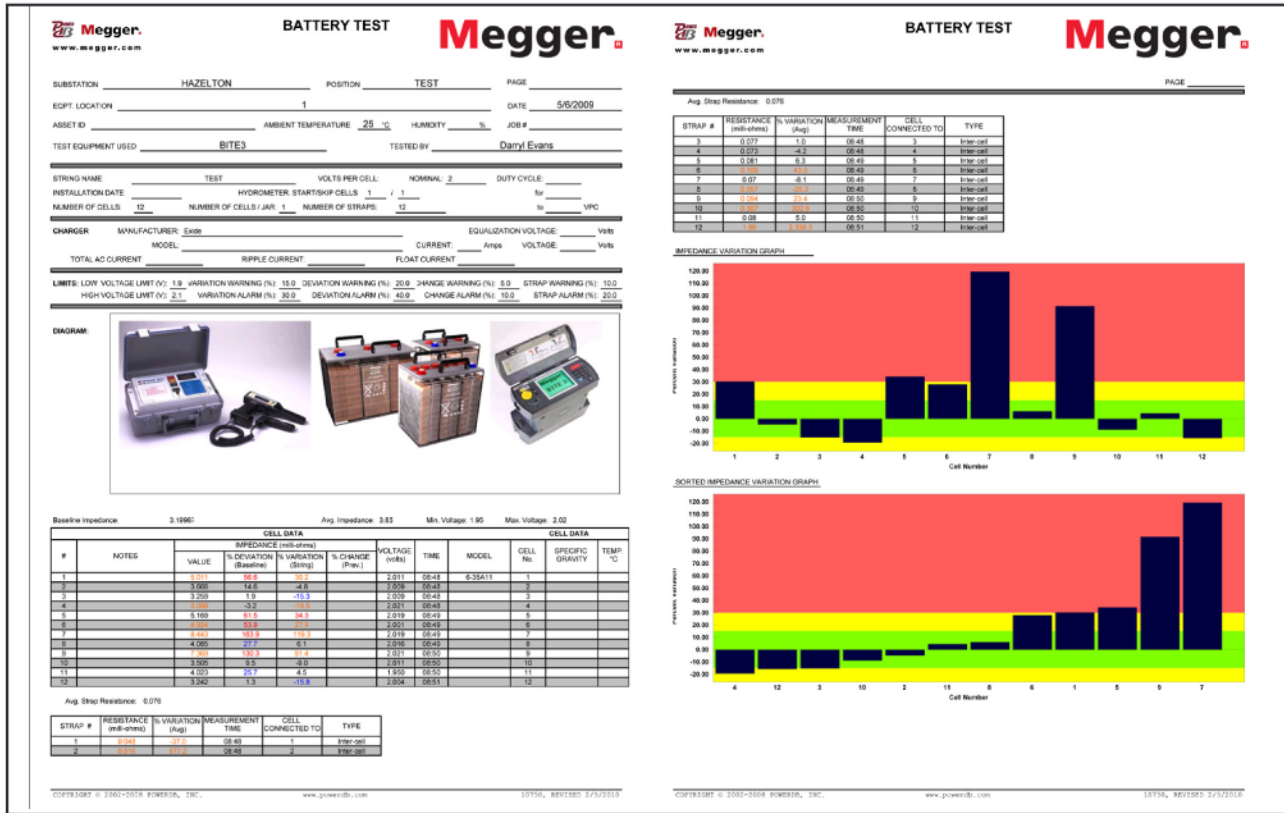 Megger.
www.megger.com
BATTERY TEST
Megger.
SUBSTATION HAZELTON POSITION TEST PAGE
EQPT. LOCATION 1 DATE 5/6/2009
ASSET ID AMBIENT TEMPERATURE 25 °C HUMIDITY % JOB #
TEST EQUIPMENT USED BITE3 TESTED BY Darryl Evans
STRING NAME TEST VOLTS PER CELL: NOMINAL: 2 DUTY CYCLE:
INSTALLATION DATE HYDROMETER. START/SKIP CELLS 1 / 1 for
NUMBER OF CELLS: 12 NUMBER OF CELLS / JAR: 1 NUMBER OF STRAPS: 12 to VPC
CHARGER MANUFACTURER: Exide EQUALIZATION VOLTAGE: Volts
MODEL: CURRENT: Amps VOLTAGE: Volts
TOTAL AC CURRENT RIPPLE CURRENT: FLOAT CURRENT
LIMITS: LOW VOLTAGE LIMIT (V): 1.9 VARIATION WARNING (%): 15.0 DEVIATION WARNING (%): 20.0 CHANGE WARNING (%): 5.0 STRAP WARNING (%): 10.0
HIGH VOLTAGE LIMIT (V): 2.1 VARIATION ALARM (%): 30.0 DEVIATION ALARM (%): 40.0 CHANGE ALARM (%): 10.0 STRAP ALARM (%): 20.0
DIAGRAM:
Megger
BITE 3
Baseline Impedance: Avg. Impedance: 3.85 Min. Voltage: 1.95 Max. Voltage: 2.02
CELL DATA CELL DATA
# NOTES IMPEDANCE (milli-ohms) VOLTAGE (volts) TIME MODEL CELL No. SPECIFIC GRAVITY TEMP °C
VALUE % DEVIATION (Baseline) % VARIATION (String) % CHANGE (Prev.)
1 5.011 56.6 30.2 2.011 08:48 6-35A11 1
2 3.666 14.6 -4.8 2.009 08:48 2
3 3.259 1.9 -15.3 2.009 08:48 3
4 -3.2 2.021 08:48 4
5 5.169 61.5 34.3 2.019 08:49 5
6 53.9 2.001 08:49 6
7 8.443 163.9 119.3 2.019 08:49 7
8 4.085 27.7 6.1 2.016 08:49 8
9 7.368 130.3 91.4 2.021 08:50 9
10 3.505 9.5 -9.0 2.011 08:50 10
11 4.023 25.7 4.5 1.950 08:50 11
12 3.242 1.3 -15.8 2.004 08:51 12
Avg. Strap Resistance: 0.076
STRAP # RESISTANCE (milli-ohms) % VARIATION (Avg) MEASUREMENT TIME CELL CONNECTED TO TYPE
1 -37.0 08:48 1 Inter-cell
2 08:48 2 Inter-cell
COPYRIGHT © 2002-2008 POWERDB, INC. www.powerdb.com 10750, REVISED 2/5/2010
Megger.
www.megger.com
BATTERY TEST
Megger.
PAGE
Avg. Strap Resistance: 0.076
STRAP # RESISTANCE (milli-ohms) % VARIATION (Avg) MEASUREMENT TIME CELL CONNECTED TO TYPE
3 0.077 1.0 08:48 3 Inter-cell
4 0.073 -4.2 08:48 4 Inter-cell
5 0.081 6.3 08:49 5 Inter-cell
6 08:49 Inter-cell
7 0.07 -8.1 08:49 7 Inter-cell
8 08:49 Inter-cell
9 0.094 23.4 08:50 9 Inter-cell
10 08:50 10 Inter-cell
11 0.08 5.0 08:50 11 Inter-cell
12 08:51 12 Inter-cell
IMPEDANCE VARIATION GRAPH
120.00
110.00
100.00
90.00
80.00
70.00
60.00
50.00
40.00
30.00
20.00
10.00
0.00
-10.00
-20.00
Percent Variation
1 2 3 4 5 6 7 8 9 10 11 12
Cell Number
SORTED IMPEDANCE VARIATION GRAPH
120.00
110.00
100.00
90.00
80.00
70.00
60.00
50.00
40.00
30.00
20.00
10.00
0.00
-10.00
-20.00
Percent Variation
4 12 3 10 2 11 8 6 1 5 9 7
Cell Number
COPYRIGHT © 2002-2008 POWERDB, INC. www.powerdb.com 10750, REVISED 2/5/2010